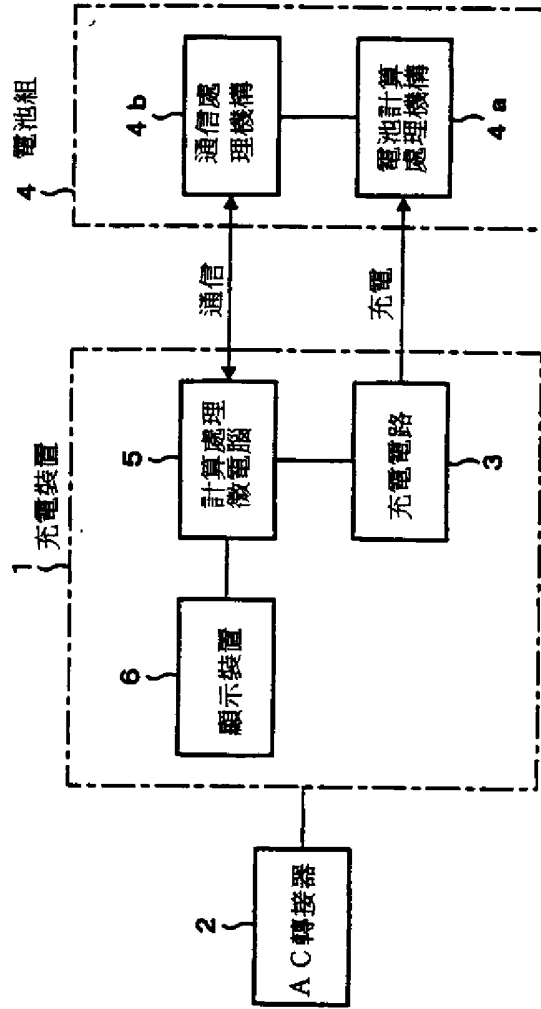 1
充電裝置
4
電池組
2
AC轉接器
6
顯示裝置
5
計算處理
微電腦
通信
4b
通信處
理機構
充電電路
3
充電
電池計算
處理機構
4a